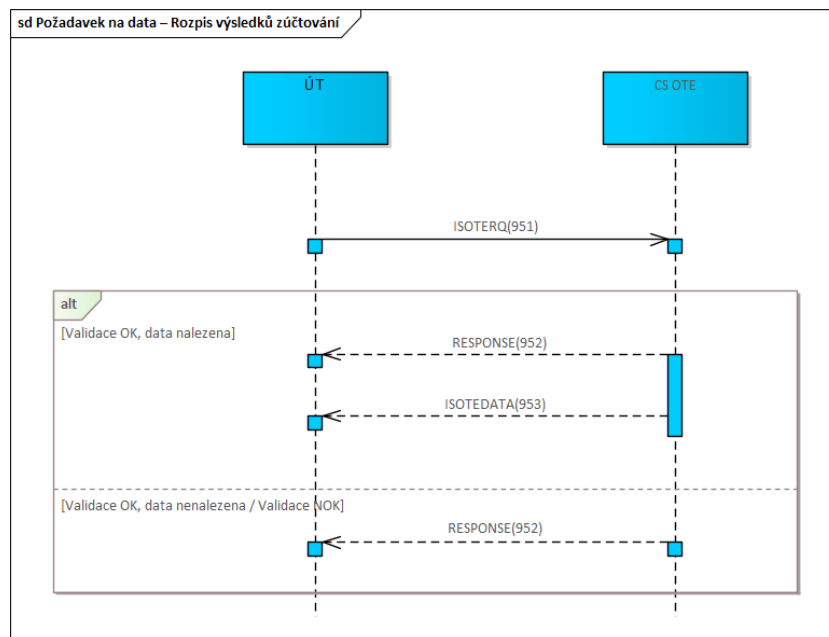 sd Požadavek na data – Rozpis výsledků zúčtování
ÚT
CS OTE
ISOTERQ(951)
alt
[Validace OK, data nalezena]
RESPONSE(952)
ISOTEDATA(953)
[Validace OK, data nenalezena / Validace NOK]
RESPONSE(952)